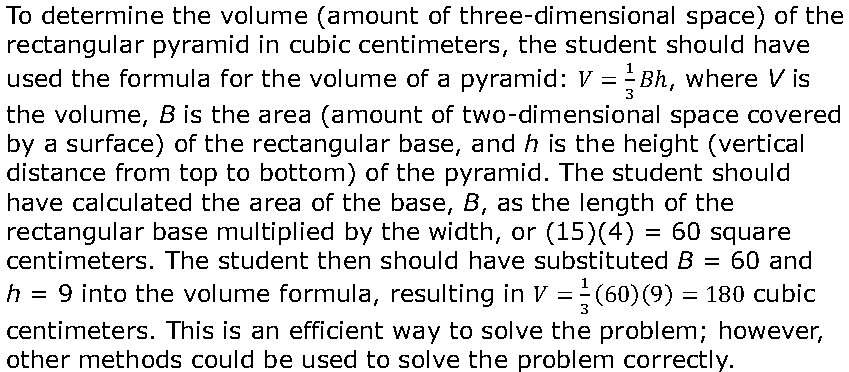 To determine the volume (amount of three-dimensional space) of the
rectangular pyramid in cubic centimeters, the student should have
used the formula for the volume of a pyramid: V = 1/3 Bh, where V is
the volume, B is the area (amount of two-dimensional space covered
by a surface) of the rectangular base, and h is the height (vertical
distance from top to bottom) of the pyramid. The student should
have calculated the area of the base, B, as the length of the
rectangular base multiplied by the width, or (15)(4) = 60 square
centimeters. The student then should have substituted B = 60 and
h = 9 into the volume formula, resulting in V = 1/3 (60)(9) = 180 cubic
centimeters. This is an efficient way to solve the problem; however,
other methods could be used to solve the problem correctly.